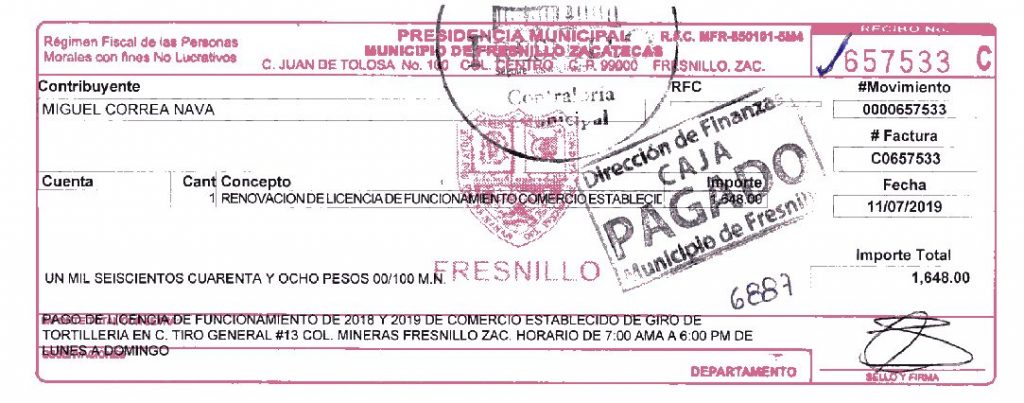 Régimen Fiscal de las Personas
Morales con fines No Lucrativos
PRESIDENCIA MUNICIPAL R.F.C. MFR-850101-5M4
MUNICIPIO DE FRESNILLO ZACATECAS
C. JUAN DE TOLOSA No. 100 COL. CENTRO C. P. 99000 FRESNILLO, ZAC.
RECIBO No.
657533 C
Contraloria
Municipal
Contribuyente
RFC
#Movimiento
MIGUEL CORREA NAVA
0000657533
# Factura
C0657533
Cuenta Cant Concepto Importe
Fecha
1 RENOVACION DE LICENCIA DE FUNCIONAMIENTO COMERCIO ESTABLECID 1,648.00
11/07/2019
Dirección de Finanzas
CAJA
PAGADO
Municipio de Fresnill
FRESNILLO
Importe Total
UN MIL SEISCIENTOS CUARENTA Y OCHO PESOS 00/100 M.N.
1,648.00
6887
PAGO DE LICENCIA DE FUNCIONAMIENTO DE 2018 Y 2019 DE COMERCIO ESTABLECIDO DE GIRO DE
TORTILLERIA EN C. TIRO GENERAL #13 COL. MINERAS FRESNILLO ZAC. HORARIO DE 7:00 AMA A 6:00 PM DE
LUNES A DOMINGO
DEPARTAMENTO
SELLO Y FIRMA